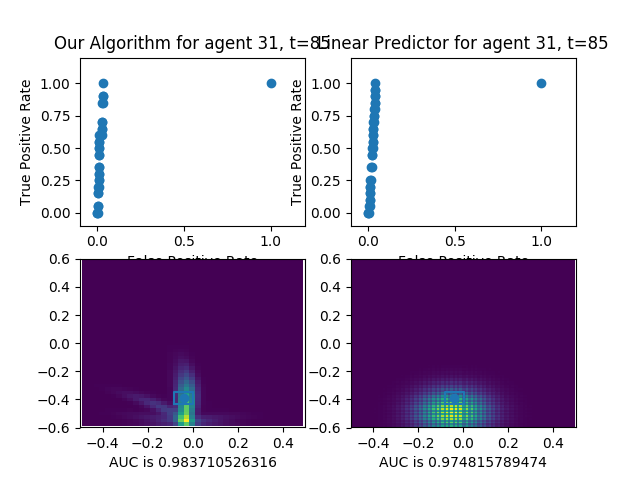 Our Algorithm for agent 31, t=85
Linear Predictor for agent 31, t=85
True Positive Rate
1.00
0.75
0.50
0.25
0.00
0.0 0.5 1.0
False Positive Rate
True Positive Rate
1.00
0.75
0.50
0.25
0.00
0.0 0.5 1.0
False Positive Rate
0.6
0.4
0.2
0.0
−0.2
−0.4
−0.6
−0.4 −0.2 0.0 0.2 0.4
AUC is 0.983710526316
0.6
0.4
0.2
0.0
−0.2
−0.4
−0.6
−0.4 −0.2 0.0 0.2 0.4
AUC is 0.974815789474